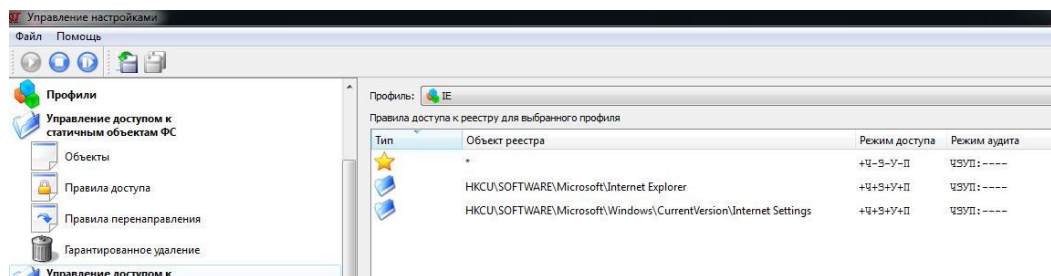 Управление настройками
Файл Помощь
Профили
Управление доступом к
статичным объектам ФС
Объекты
Правила доступа
Правила перенаправления
Гарантированное удаление
Управление доступом к
Профиль: IE
Правила доступа к реестру для выбранного профиля
Тип Объект реестра Режим доступа Режим аудита
* +Ч-З-У-П ЧЗУП:----
HKCU\SOFTWARE\Microsoft\Internet Explorer +Ч+З+У+П ЧЗУП:----
HKCU\SOFTWARE\Microsoft\Windows\CurrentVersion\Internet Settings +Ч+З+У+П ЧЗУП:----